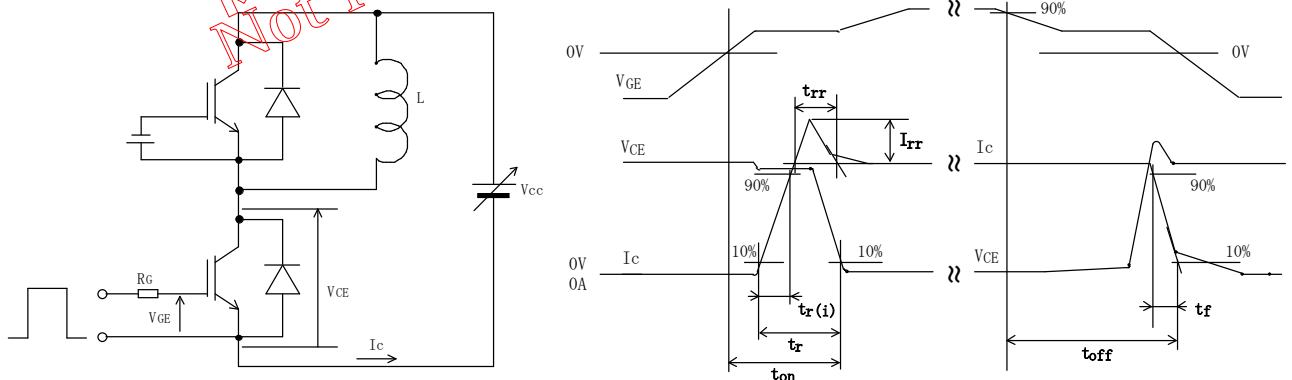 Not
L
Vcc
RG
VGE
VCE
Ic
0V
VGE
trr
Irr
VCE
90%
10%
10%
Ic
0V
0A
tr(i)
tr
ton
90%
0V
Ic
90%
VCE
10%
tf
toff